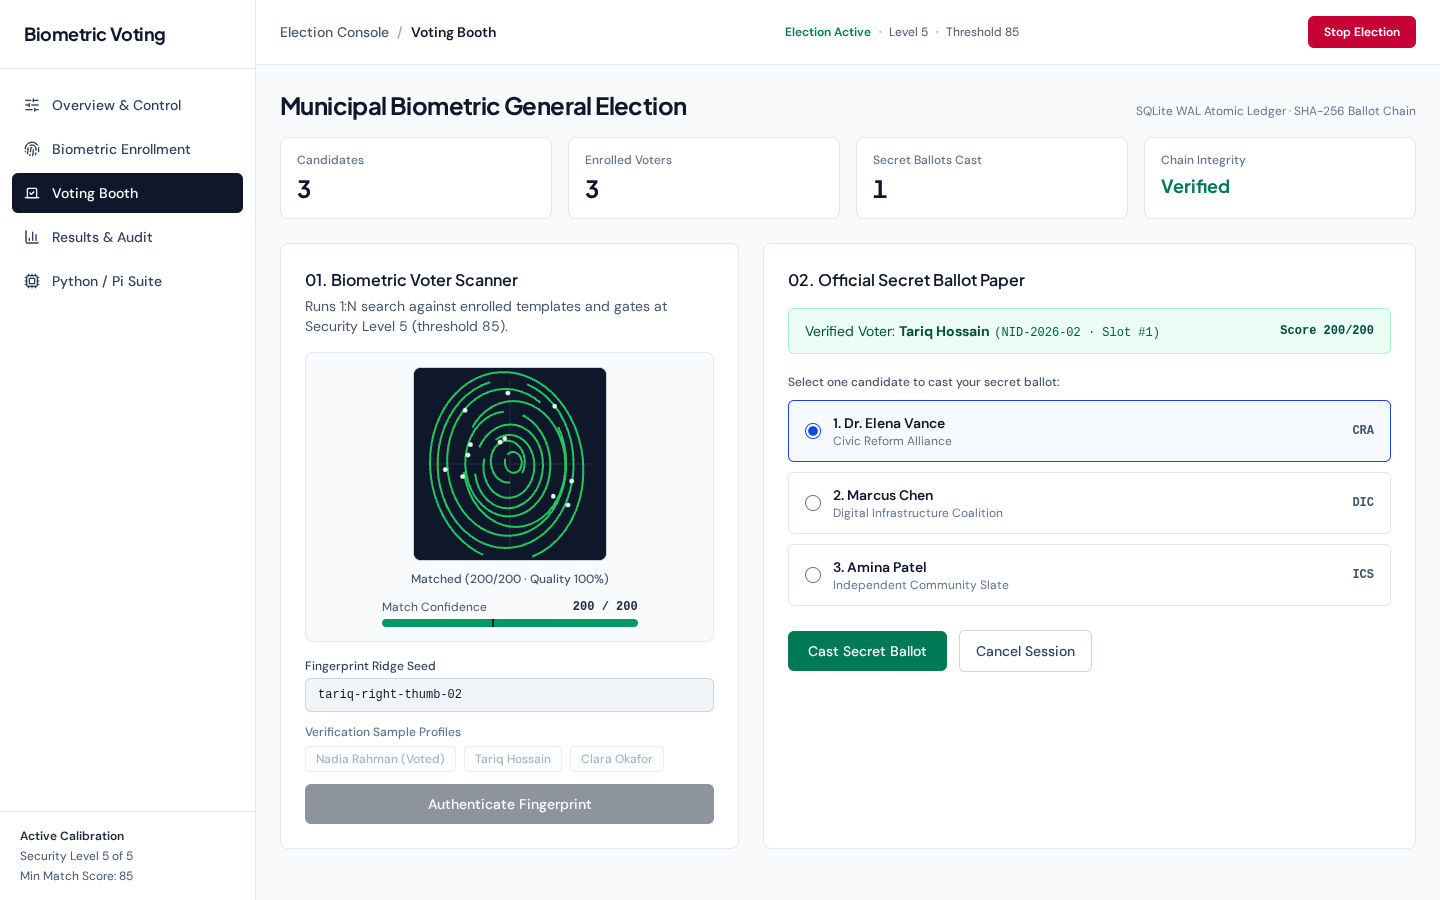 Biometric Voting
Overview & Control
Biometric Enrollment
Voting Booth
Results & Audit
Python / Pi Suite
Active Calibration
Security Level 5 of 5
Min Match Score: 85
Election Console / Voting Booth
Election Active · Level 5 · Threshold 85
Stop Election
Municipal Biometric General Election
SQLite WAL Atomic Ledger · SHA-256 Ballot Chain
Candidates
3
Enrolled Voters
3
Secret Ballots Cast
1
Chain Integrity
Verified
01. Biometric Voter Scanner
Runs 1:N search against enrolled templates and gates at
Security Level 5 (threshold 85).
Matched (200/200 · Quality 100%)
Match Confidence 200 / 200
Fingerprint Ridge Seed
tariq-right-thumb-02
Verification Sample Profiles
Nadia Rahman (Voted) Tariq Hossain Clara Okafor
Authenticate Fingerprint
02. Official Secret Ballot Paper
Verified Voter: Tariq Hossain (NID-2026-02 · Slot #1) Score 200/200
Select one candidate to cast your secret ballot:
1. Dr. Elena Vance
Civic Reform Alliance
CRA
2. Marcus Chen
Digital Infrastructure Coalition
DIC
3. Amina Patel
Independent Community Slate
ICS
Cast Secret Ballot Cancel Session